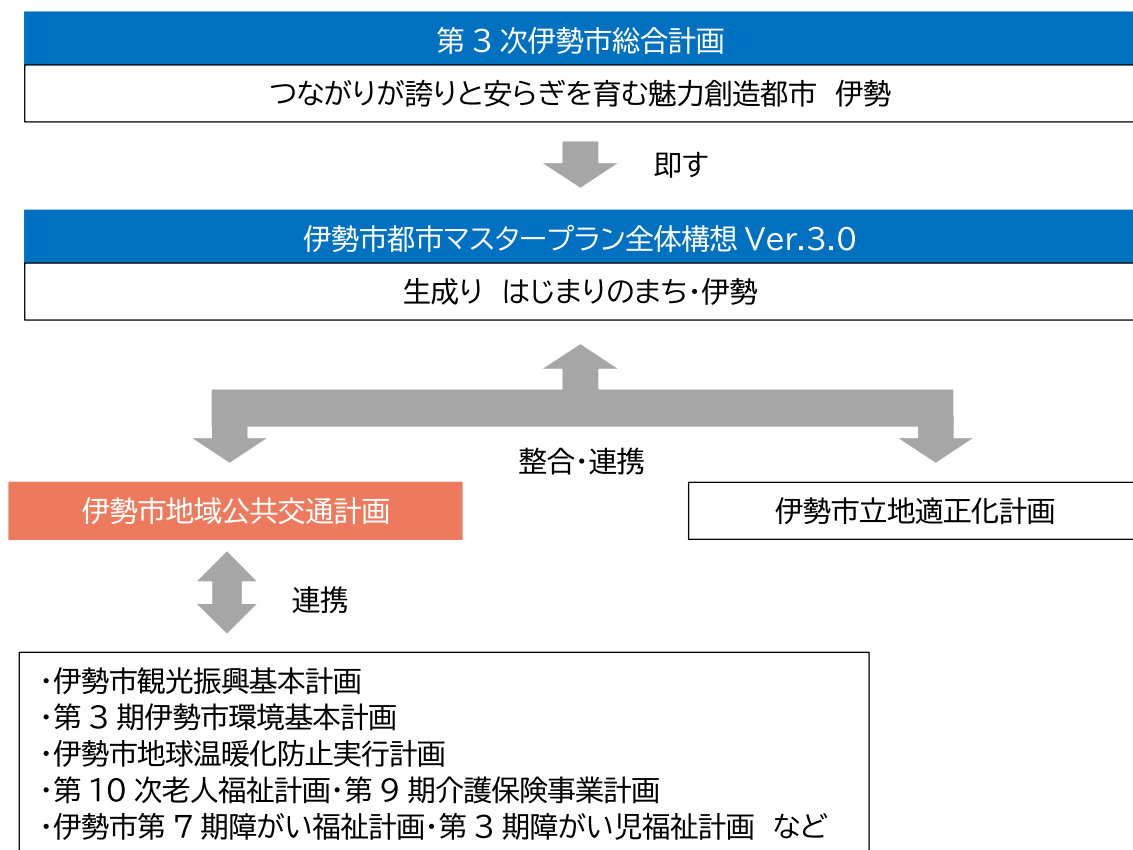 第3次伊勢市総合計画
つながりが誇りと安らぎを育む魅力創造都市　伊勢
即す
伊勢市都市マスタープラン全体構想 Ver.3.0
生成り　はじまりのまち・伊勢
整合・連携
伊勢市地域公共交通計画
伊勢市立地適正化計画
連携
・伊勢市観光振興基本計画
・第3期伊勢市環境基本計画
・伊勢市地球温暖化防止実行計画
・第10次老人福祉計画・第9期介護保険事業計画
・伊勢市第7期障がい福祉計画・第3期障がい児福祉計画　など